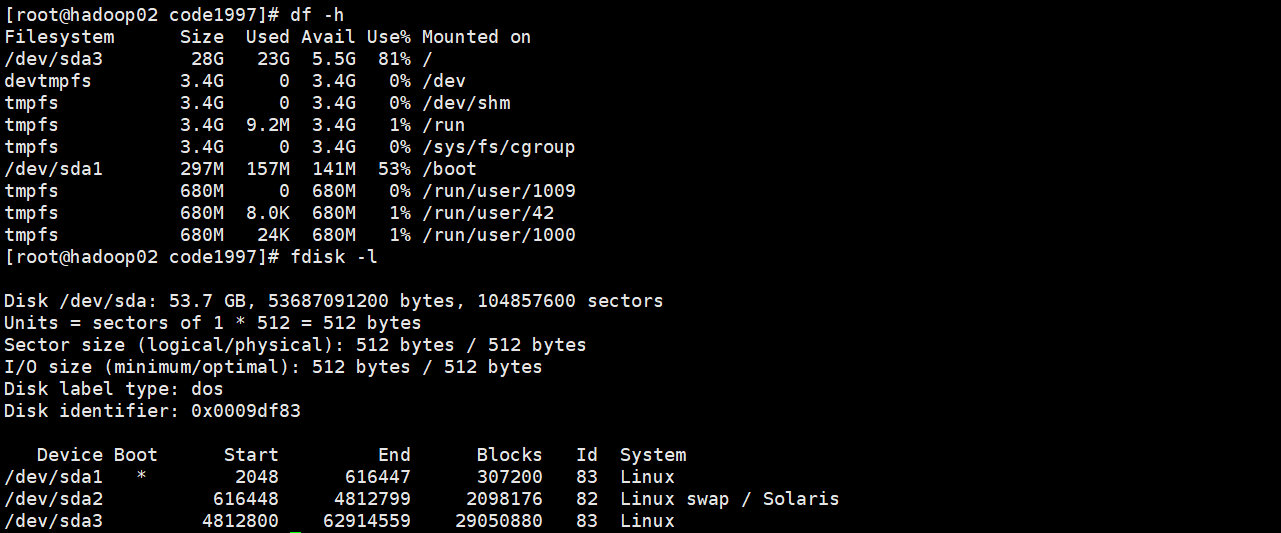 [root@hadoop02 code1997]# df -h
Filesystem      Size  Used Avail Use% Mounted on
/dev/sda3        28G   23G  5.5G  81% /
devtmpfs        3.4G     0  3.4G   0% /dev
tmpfs           3.4G     0  3.4G   0% /dev/shm
tmpfs           3.4G  9.2M  3.4G   1% /run
tmpfs           3.4G     0  3.4G   0% /sys/fs/cgroup
/dev/sda1       297M  157M  141M  53% /boot
tmpfs           680M     0  680M   0% /run/user/1009
tmpfs           680M  8.0K  680M   1% /run/user/42
tmpfs           680M   24K  680M   1% /run/user/1000
[root@hadoop02 code1997]# fdisk -l
Disk /dev/sda: 53.7 GB, 53687091200 bytes, 104857600 sectors
Units = sectors of 1 * 512 = 512 bytes
Sector size (logical/physical): 512 bytes / 512 bytes
I/O size (minimum/optimal): 512 bytes / 512 bytes
Disk label type: dos
Disk identifier: 0x0009df83
   Device Boot      Start         End      Blocks   Id  System
/dev/sda1   *        2048      616447      307200   83  Linux
/dev/sda2          616448     4812799     2098176   82  Linux swap / Solaris
/dev/sda3         4812800    62914559    29050880   83  Linux